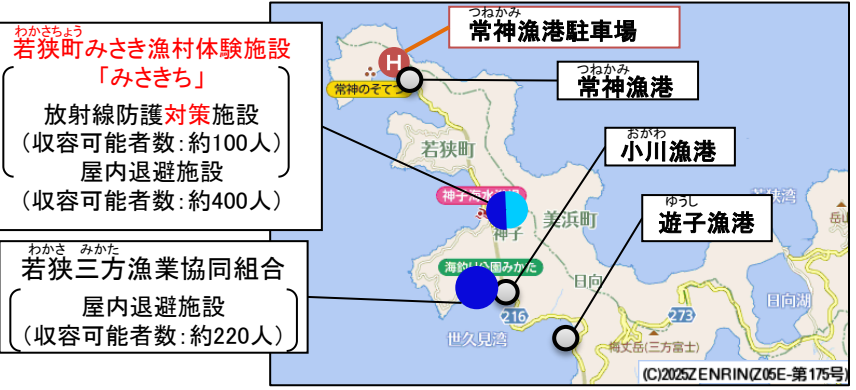 わかさちょう
若狭町みさき漁村体験施設
「みさきち」
放射線防護対策施設
（収容可能者数：約100人）
屋内退避施設
（収容可能者数：約400人）
わかさ みかた
若狭三方漁業協同組合
屋内退避施設
（収容可能者数：約220人）
つねかみ
常神漁港駐車場
H
常神のそてつ
つねかみ
常神漁港
おがわ
小川漁港
若狭町
ゆうし
遊子漁港
美浜町
神子
海釣り公園みかた
日向
日向湖
216
273
世久見湾
梅丈岳(三方富士)
(C)2025ZENRIN(Z05E-第175号)